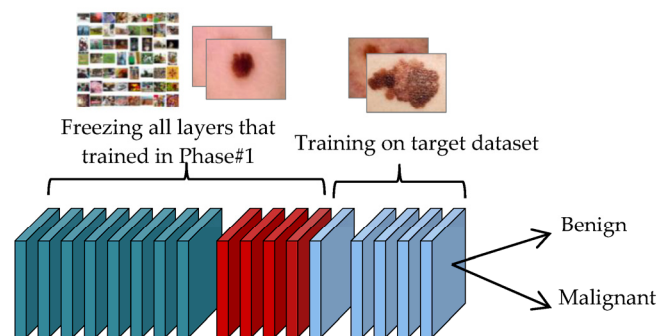 Freezing all layers that
trained in Phase#1
Training on target dataset
Benign
Malignant